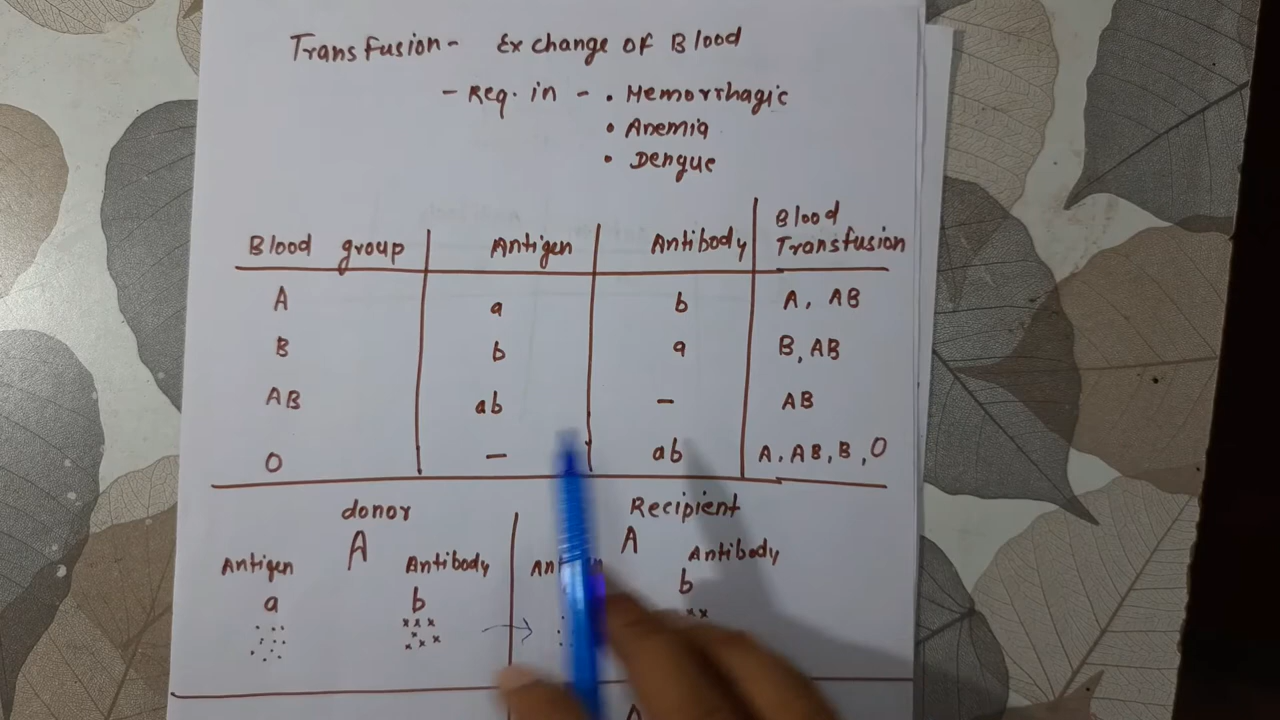 Transfusion - Exchange of Blood
- Req. in - • Hemorrhagic
• Anemia
• Dengue
Blood group Antigen Antibody Blood Transfusion
A a b A, AB
B b a B, AB
AB ab - AB
O - ab A, AB, B, O
donor Recipient
A A
Antigen Antibody Antibody
a b b
A